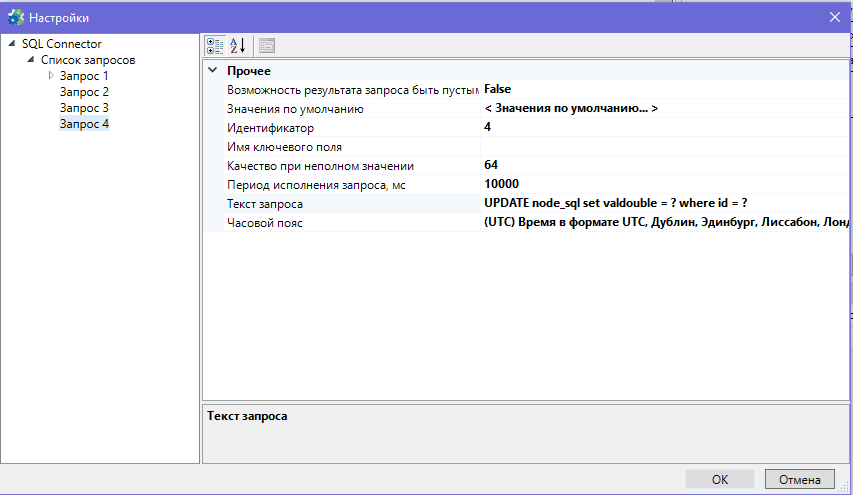 Настройки
SQL Connector
Список запросов
Запрос 1
Запрос 2
Запрос 3
Запрос 4
Прочее
Возможность результата запроса быть пустым False
Значения по умолчанию < Значения по умолчанию... >
Идентификатор 4
Имя ключевого поля
Качество при неполном значении 64
Период исполнения запроса, мс 10000
Текст запроса UPDATE node_sql set valdouble = ? where id = ?
Часовой пояс (UTC) Время в формате UTC, Дублин, Эдинбург, Лиссабон, Лонд
Текст запроса
OK Отмена